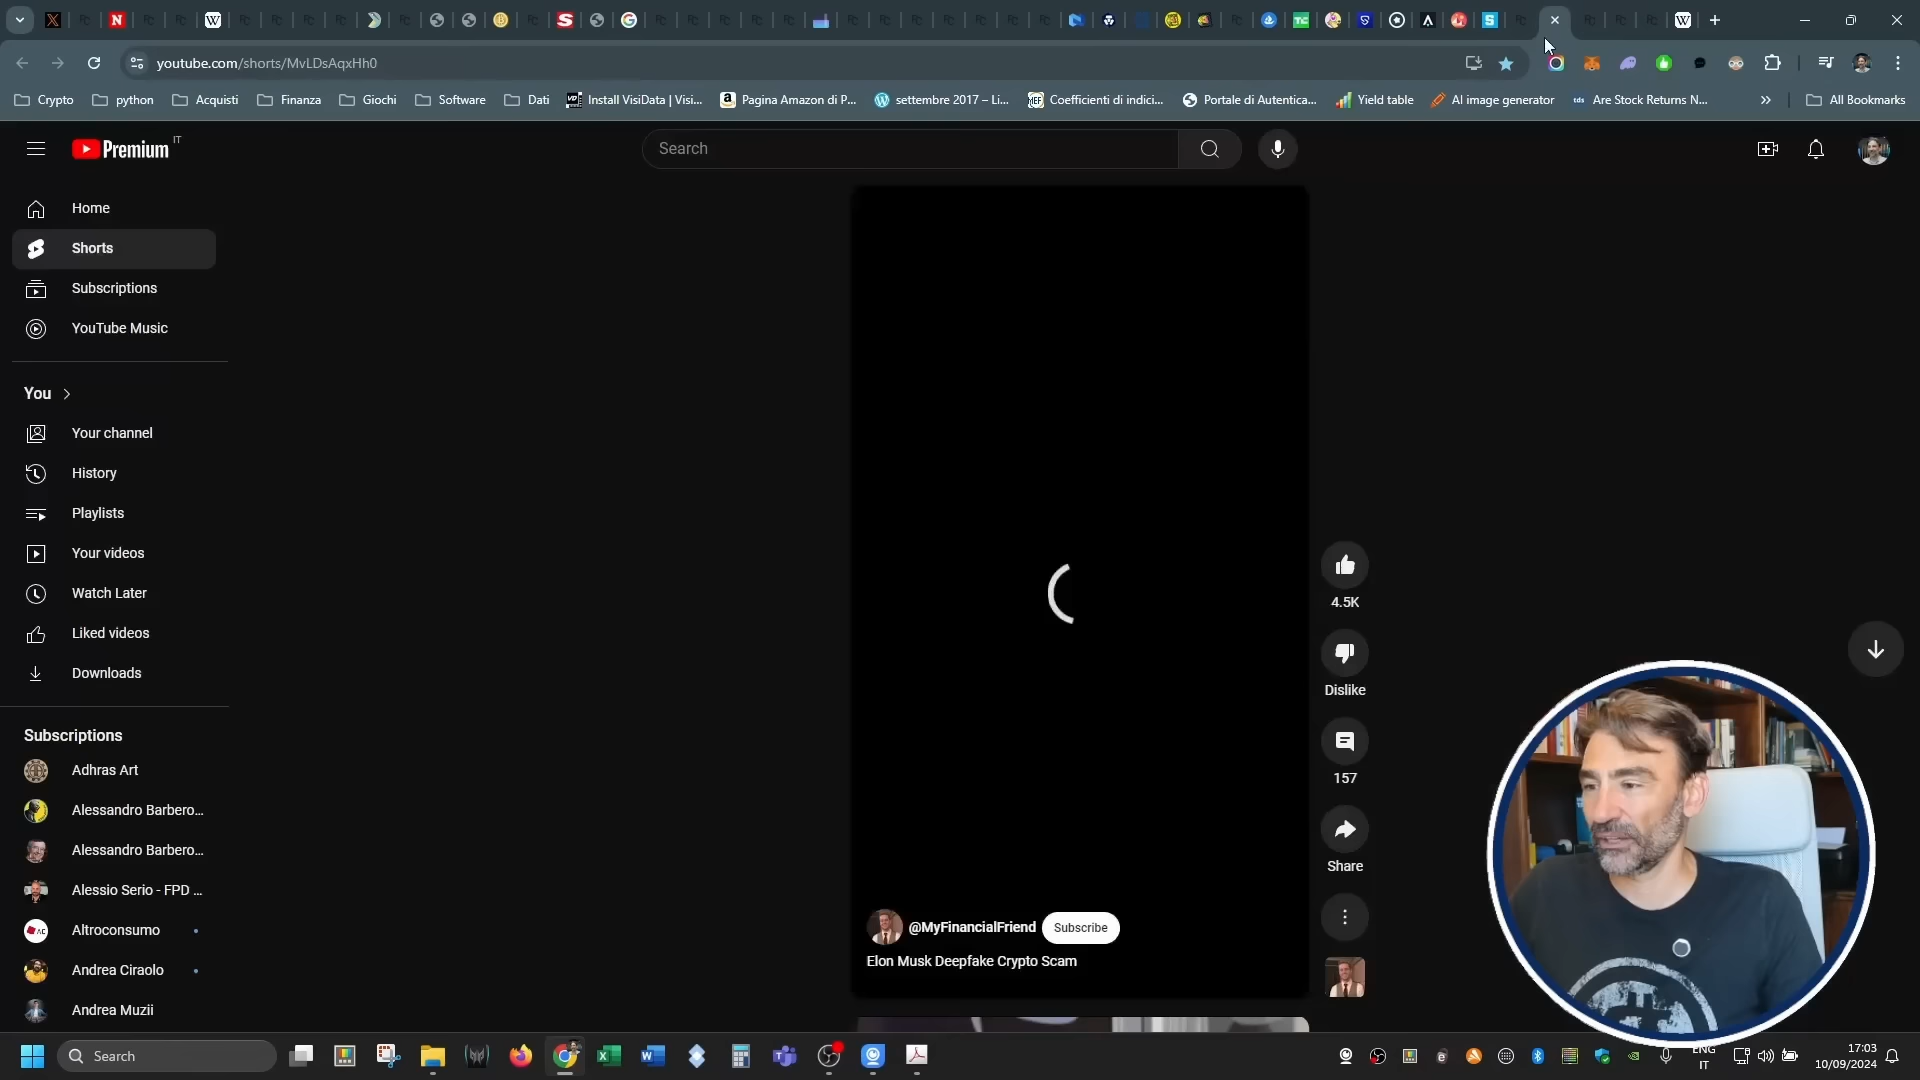 youtube.com/shorts/MvLDsAqxHh0
Crypto
python
Acquisti
Finanza
Giochi
Software
Dati
Install VisiData | Visi...
Pagina Amazon di P...
settembre 2017 – Li...
Coefficienti di indici...
Portale di Autentica...
Yield table
AI image generator
Are Stock Returns N...
All Bookmarks
Premium IT
Search
Home
Shorts
Subscriptions
YouTube Music
You
Your channel
History
Playlists
Your videos
Watch Later
Liked videos
Downloads
Subscriptions
Adhras Art
Alessandro Barbero...
Alessandro Barbero...
Alessio Serio - FPD ...
Altroconsumo
Andrea Ciraolo
Andrea Muzii
4.5K
Dislike
157
Share
@MyFinancialFriend
Subscribe
Elon Musk Deepfake Crypto Scam
Search
ENG
IT
17:03
10/09/2024